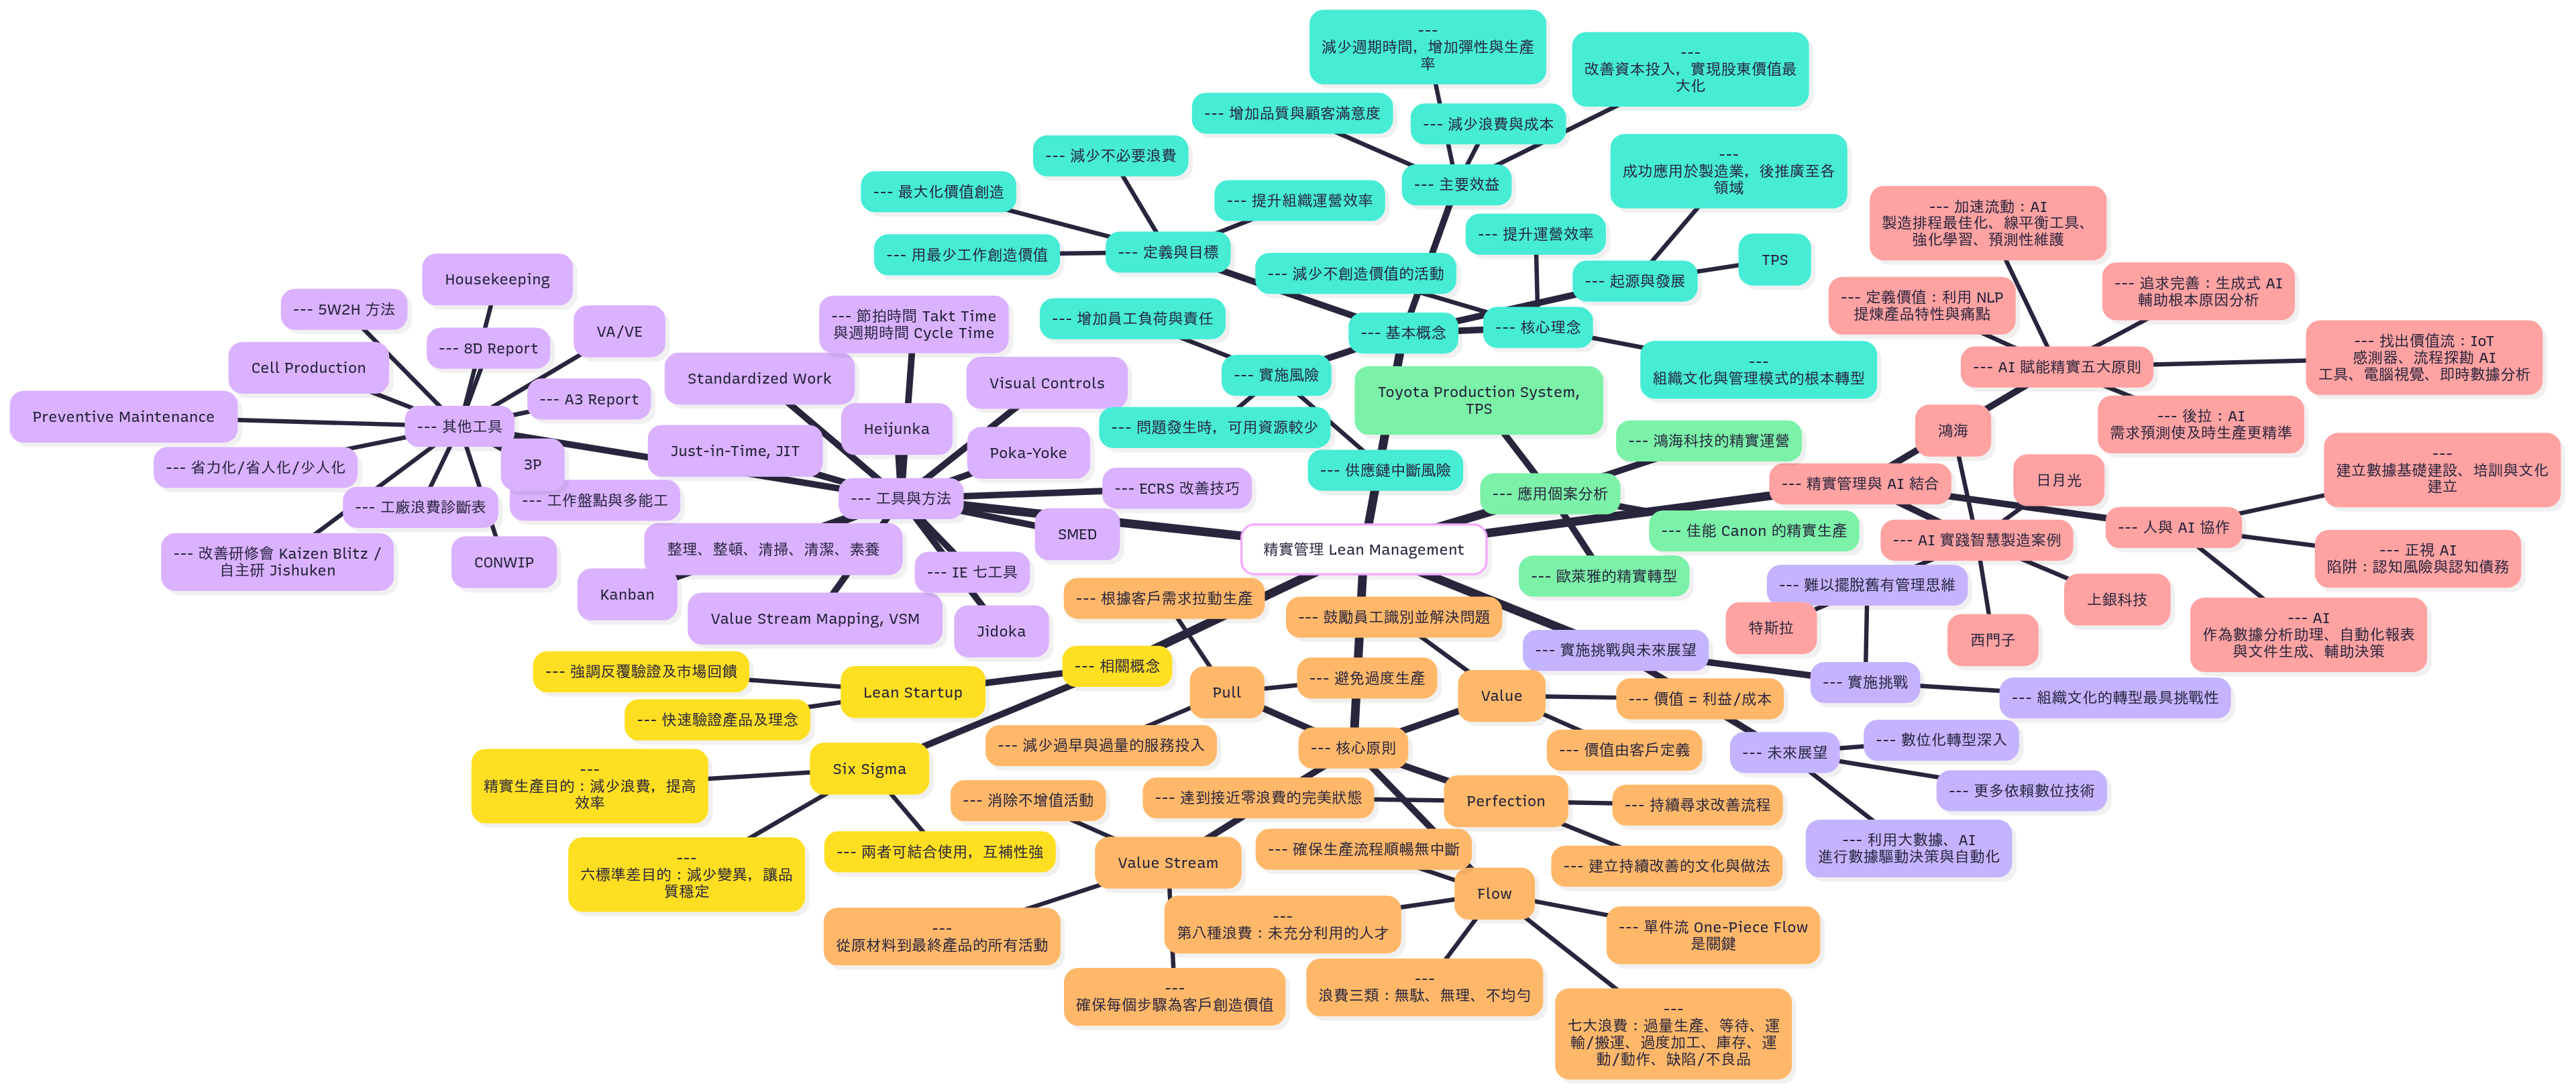 精實管理 Lean Management
--- 基本概念
--- 定義與目標
--- 最大化價值創造
--- 減少不必要浪費
--- 提升組織運營效率
--- 用最少工作創造價值
--- 主要效益
---
減少週期時間，增加彈性與生產
率
---
改善資本投入，實現股東價值最
大化
--- 增加品質與顧客滿意度
--- 減少浪費與成本
--- 起源與發展
---
成功應用於製造業，後推廣至各
領域
TPS
--- 核心理念
--- 提升運營效率
--- 減少不創造價值的活動
---
組織文化與管理模式的根本轉型
--- 實施風險
--- 增加員工負荷與責任
--- 問題發生時，可用資源較少
--- 供應鏈中斷風險
--- 應用個案分析
Toyota Production System,
TPS
--- 鴻海科技的精實運營
--- 佳能 Canon 的精實生產
--- 歐萊雅的精實轉型
--- 精實管理與 AI 結合
--- AI 賦能精實五大原則
--- 加速流動：AI
製造排程最佳化、線平衡工具、
強化學習、預測性維護
--- 定義價值：利用 NLP
提煉產品特性與痛點
--- 追求完善：生成式 AI
輔助根本原因分析
--- 找出價值流：IoT
感測器、流程探勘 AI
工具、電腦視覺、即時數據分析
--- 後拉：AI
需求預測使及時生產更精準
--- AI 實踐智慧製造案例
鴻海
日月光
上銀科技
西門子
特斯拉
--- 人與 AI 協作
---
建立數據基礎建設、培訓與文化
建立
--- 正視 AI
陷阱：認知風險與認知債務
--- AI
作為數據分析助理、自動化報表
與文件生成、輔助決策
--- 實施挑戰與未來展望
--- 實施挑戰
--- 難以擺脫舊有管理思維
--- 組織文化的轉型最具挑戰性
--- 未來展望
--- 數位化轉型深入
--- 更多依賴數位技術
--- 利用大數據、AI
進行數據驅動決策與自動化
--- 核心原則
Value
--- 鼓勵員工識別並解決問題
--- 價值 = 利益/成本
--- 價值由客戶定義
Pull
--- 根據客戶需求拉動生產
--- 避免過度生產
--- 減少過早與過量的服務投入
Perfection
--- 達到接近零浪費的完美狀態
--- 持續尋求改善流程
--- 建立持續改善的文化與做法
Value Stream
--- 消除不增值活動
---
從原材料到最終產品的所有活動
---
確保每個步驟為客戶創造價值
Flow
--- 確保生產流程順暢無中斷
---
第八種浪費：未充分利用的人才
---
浪費三類：無駄、無理、不均勻
--- 單件流 One-Piece Flow
是關鍵
---
七大浪費：過量生產、等待、運
輸/搬運、過度加工、庫存、運
動/動作、缺陷/不良品
--- 相關概念
Lean Startup
--- 強調反覆驗證及市場回饋
--- 快速驗證產品及理念
Six Sigma
---
精實生產目的：減少浪費，提高
效率
---
六標準差目的：減少變異，讓品
質穩定
--- 兩者可結合使用，互補性強
--- 工具與方法
--- 節拍時間 Takt Time
與週期時間 Cycle Time
Standardized Work
Visual Controls
Heijunka
Just-in-Time, JIT
Poka-Yoke
--- ECRS 改善技巧
SMED
整理、整頓、清掃、清潔、素養
Kanban
Value Stream Mapping, VSM
--- IE 七工具
Jidoka
--- 其他工具
Housekeeping
--- 5W2H 方法
--- 8D Report
VA/VE
Cell Production
--- A3 Report
Preventive Maintenance
--- 省力化/省人化/少人化
3P
--- 工作盤點與多能工
--- 工廠浪費診斷表
--- 改善研修會 Kaizen Blitz /
自主研 Jishuken
CONWIP